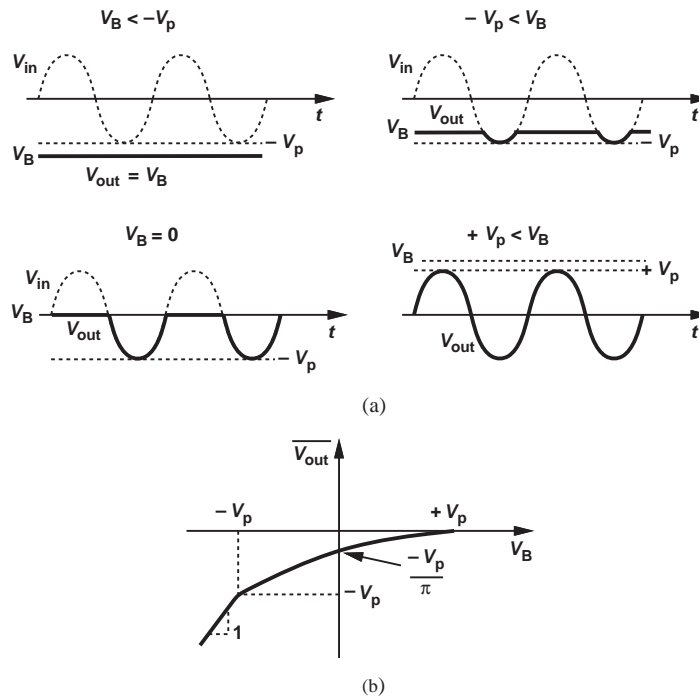 V_B < −V_p
V_in
t
− V_p
V_B
V_out = V_B
− V_p < V_B
V_in
V_out
t
V_B
− V_p
V_B = 0
V_in
V_B
V_out
t
− V_p
+ V_p < V_B
V_B
+ V_p
V_out
t
(a)
V_out
− V_p
+ V_p
V_B
− V_p
π
− V_p
1
(b)